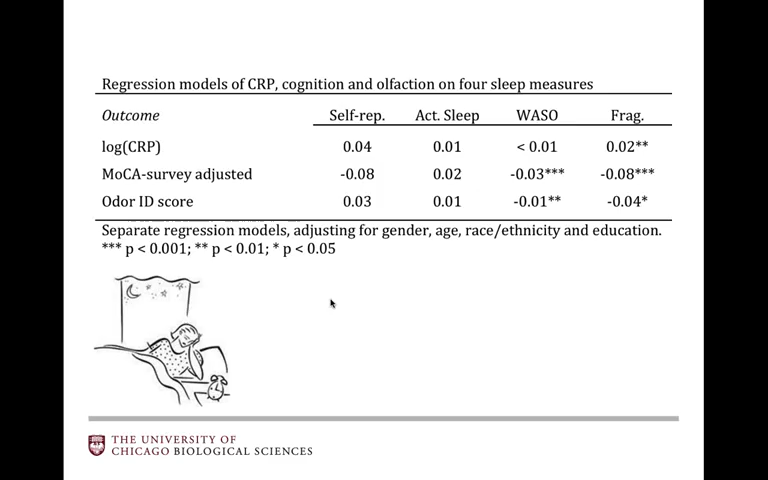 Regression models of CRP, cognition and olfaction on four sleep measures
Outcome Self-rep. Act. Sleep WASO Frag.
log(CRP) 0.04 0.01 < 0.01 0.02**
MoCA-survey adjusted -0.08 0.02 -0.03*** -0.08***
Odor ID score 0.03 0.01 -0.01** -0.04*
Separate regression models, adjusting for gender, age, race/ethnicity and education.
*** p < 0.001; ** p < 0.01; * p < 0.05
THE UNIVERSITY OF
CHICAGO BIOLOGICAL SCIENCES